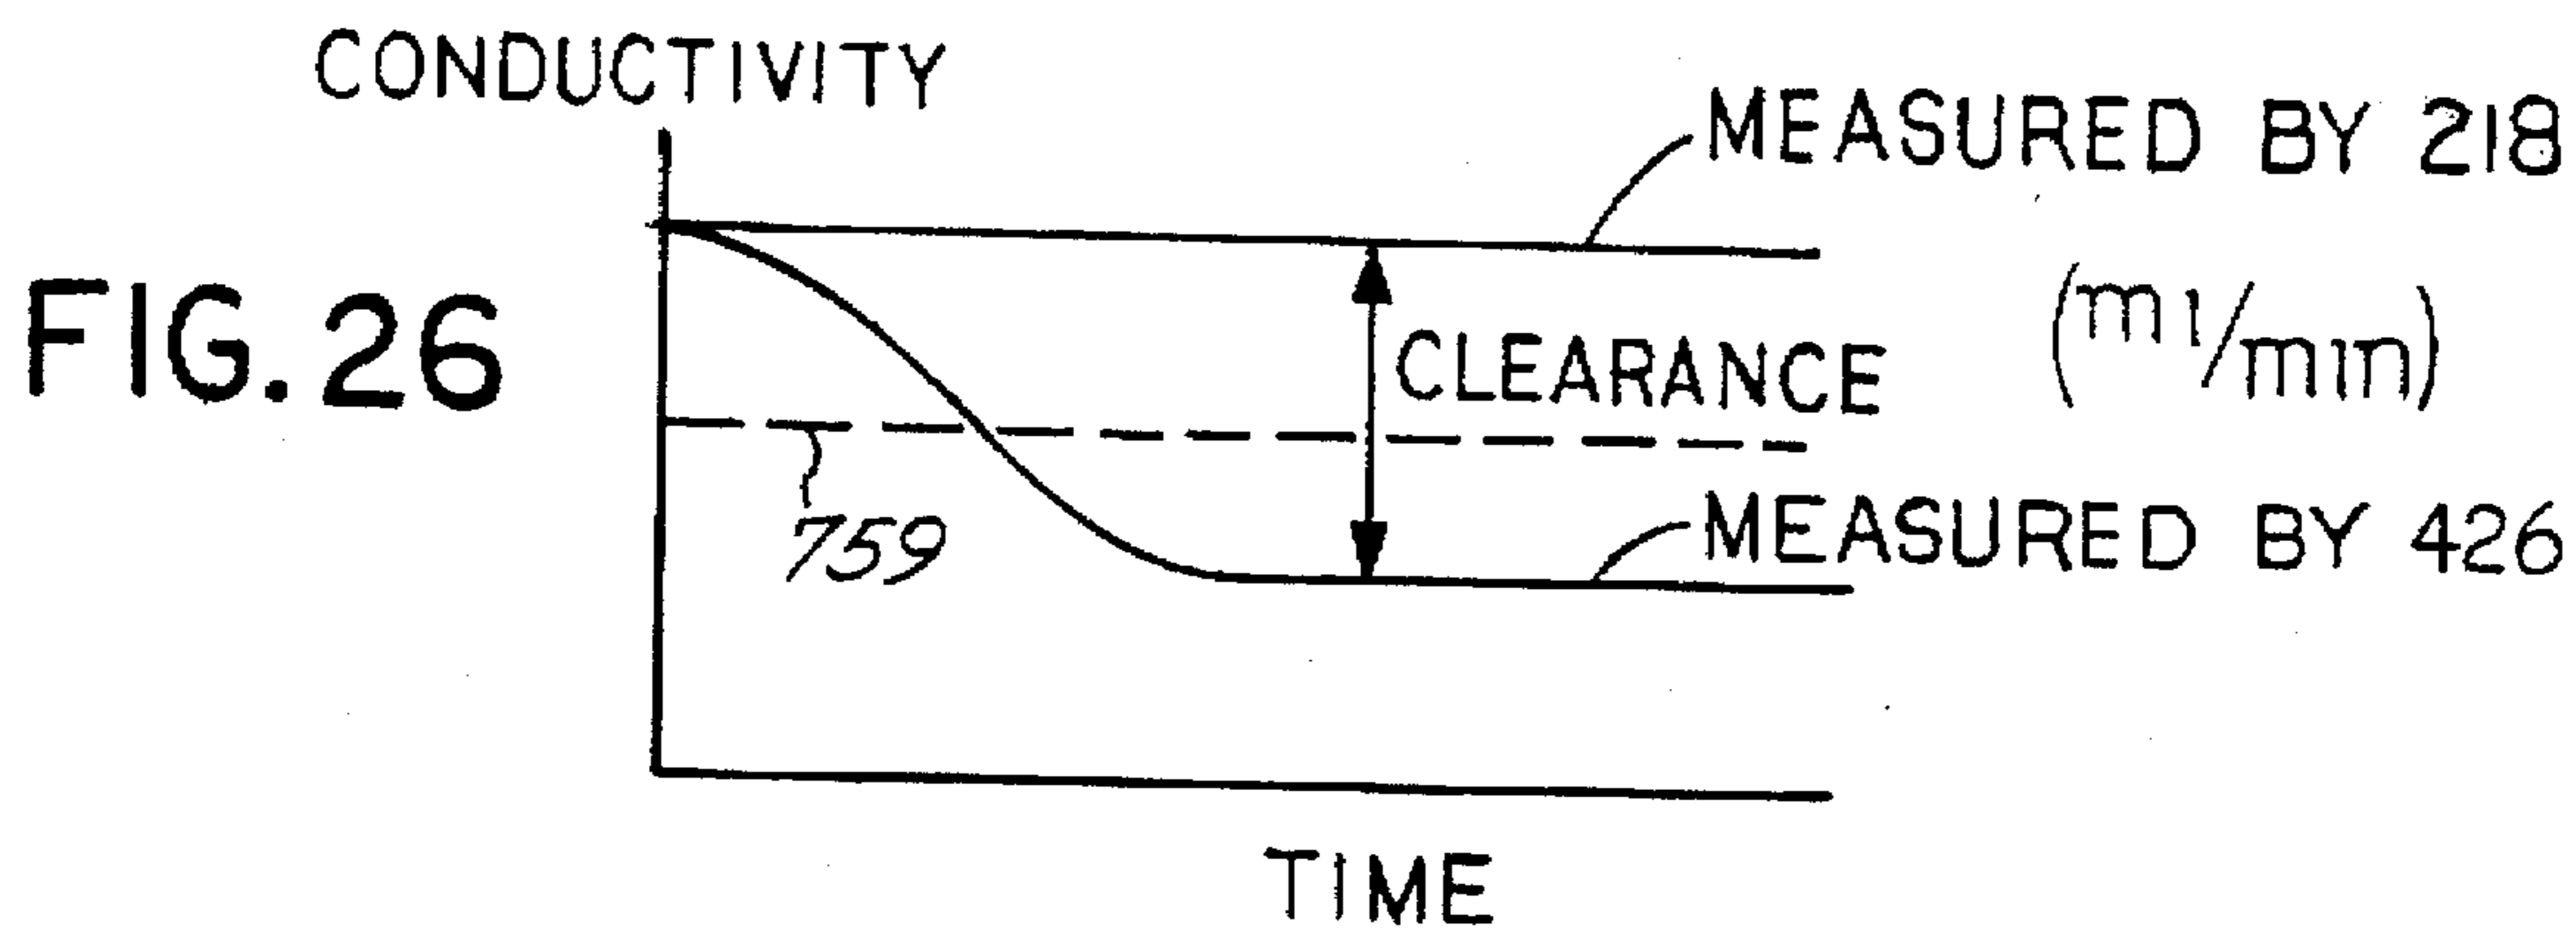 CONDUCTIVITY
MEASURED BY 218
FIG. 26
CLEARANCE (ml/min)
759
MEASURED BY 426
TIME